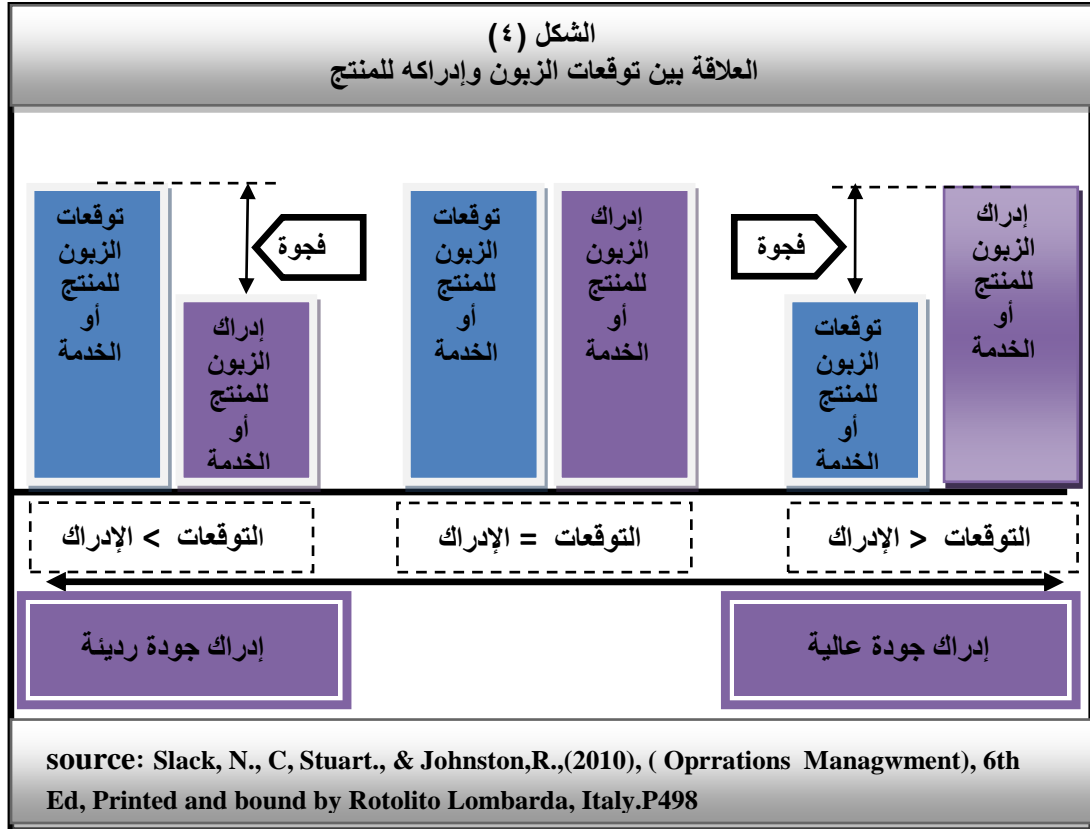 الشكل (٤)
العلاقة بين توقعات الزبون وإدراكه للمنتج
إدراك
الزبون
للمنتج
أو
الخدمة
فجوة
توقعات
الزبون
للمنتج
أو
الخدمة
إدراك
الزبون
للمنتج
أو
الخدمة
توقعات
الزبون
للمنتج
أو
الخدمة
فجوة
إدراك
الزبون
للمنتج
أو
الخدمة
توقعات
الزبون
للمنتج
أو
الخدمة
التوقعات < الإدراك
التوقعات = الإدراك
التوقعات > الإدراك
إدراك جودة عالية
إدراك جودة رديئة
source: Slack, N., C, Stuart., & Johnston,R.,(2010), ( Oprrations Managwment), 6th
Ed, Printed and bound by Rotolito Lombarda, Italy.P498